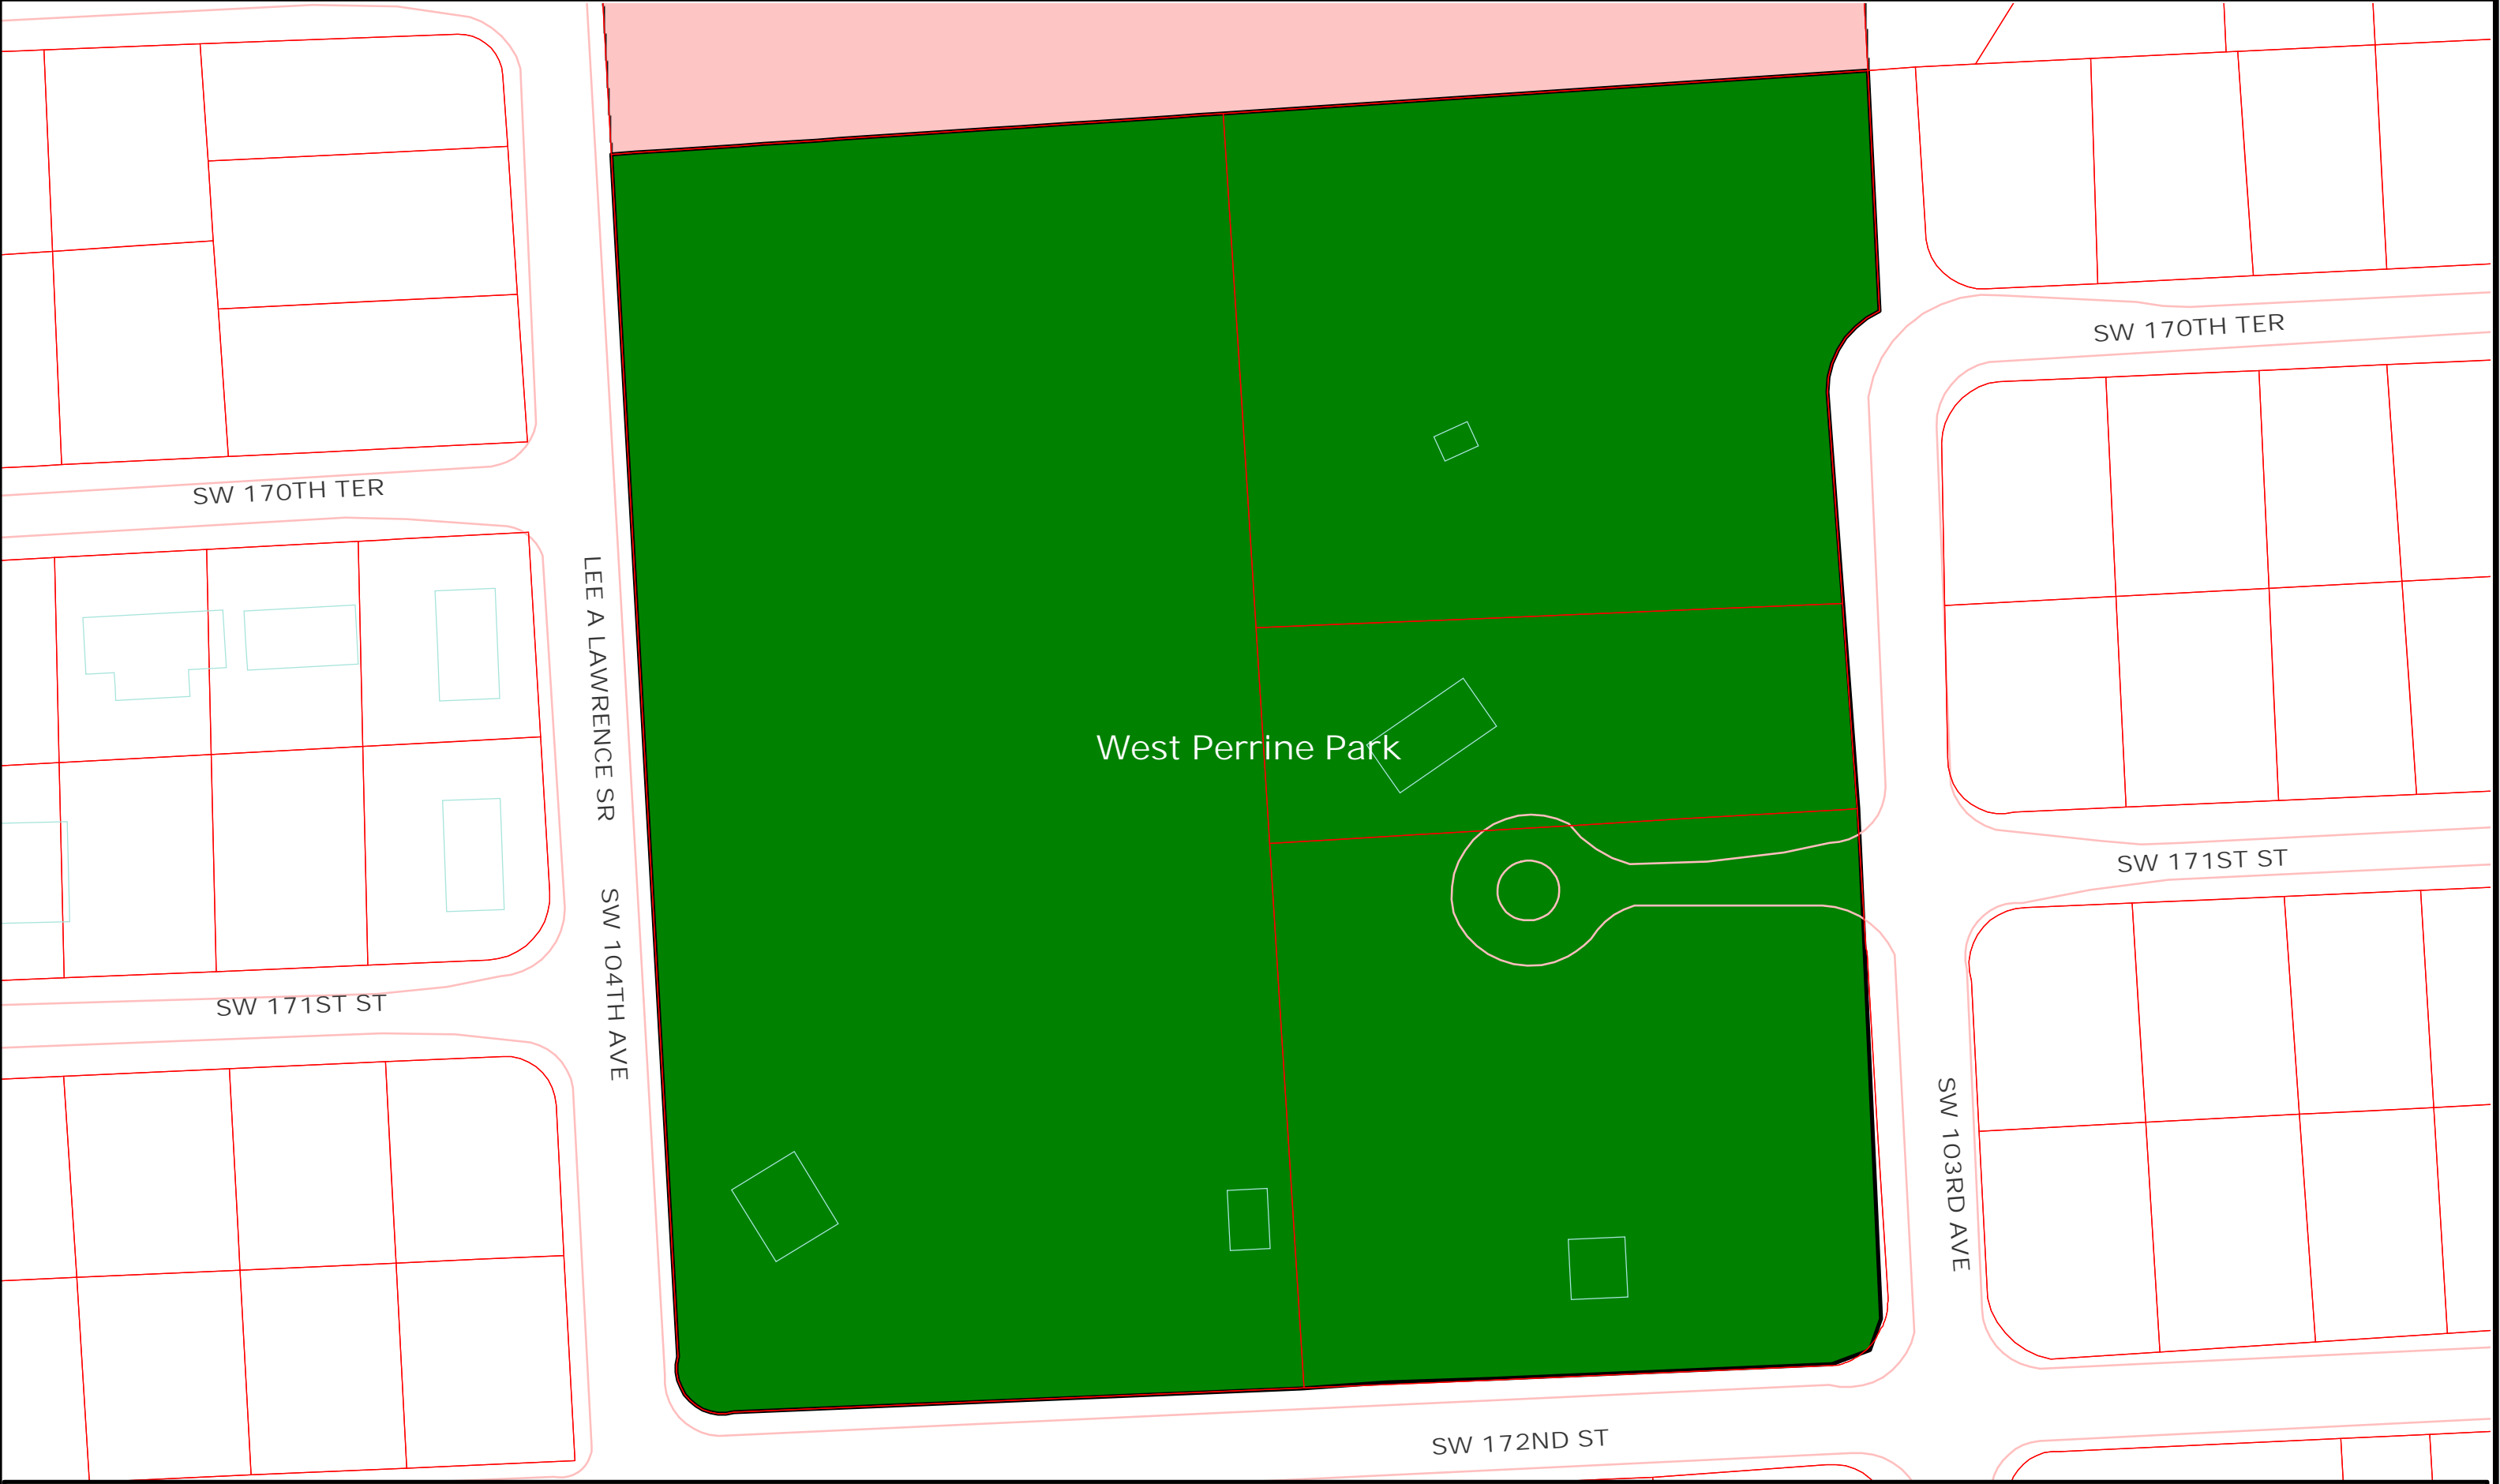 SW 170TH TER
SW 170TH TER
LEE A LAWRENCE SR
West Perrine Park
SW 171ST ST
SW 104TH AVE
SW 171ST ST
SW 103RD AVE
SW 172ND ST